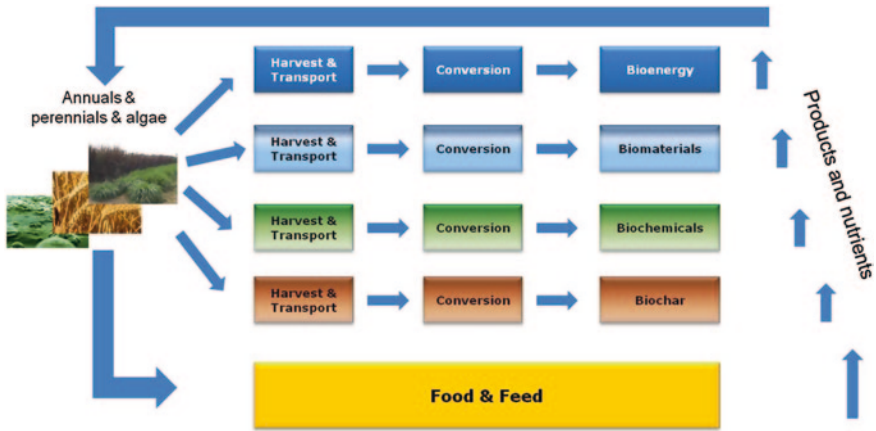 Annuals &
perennials & algae
Harvest &
Transport
Conversion
Bioenergy
Harvest &
Transport
Conversion
Biomaterials
Harvest &
Transport
Conversion
Biochemicals
Harvest &
Transport
Conversion
Biochar
Food & Feed
Products and nutrients